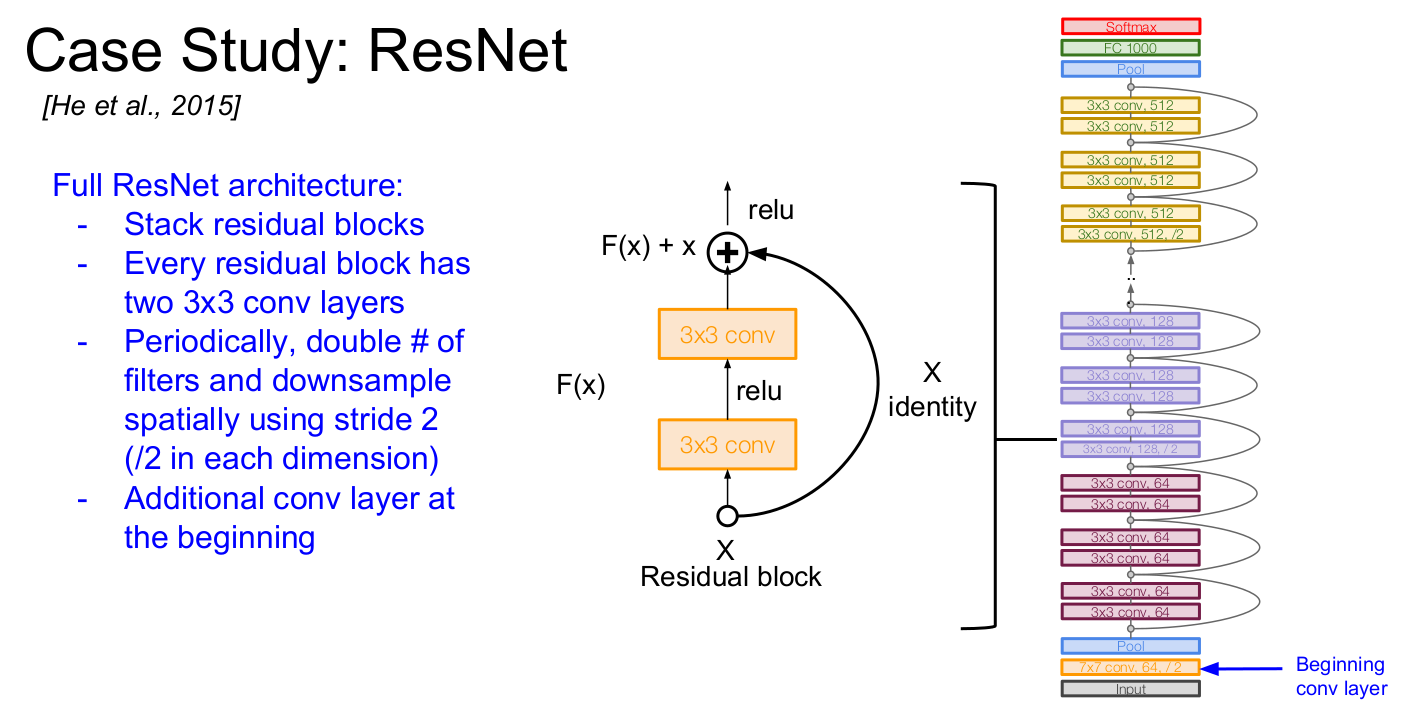 Case Study: ResNet
[He et al., 2015]
Full ResNet architecture:
- Stack residual blocks
- Every residual block has
two 3x3 conv layers
- Periodically, double # of
filters and downsample
spatially using stride 2
(/2 in each dimension)
- Additional conv layer at
the beginning
relu
F(x) + x
3x3 conv
F(x)
relu
X
identity
3x3 conv
X
Residual block
Softmax
FC 1000
Pool
3x3 conv, 512
3x3 conv, 512
3x3 conv, 512
3x3 conv, 512
3x3 conv, 512
3x3 conv, 512, /2
..
.
3x3 conv, 128
3x3 conv, 128
3x3 conv, 128
3x3 conv, 128
3x3 conv, 128
3x3 conv, 128, / 2
3x3 conv, 64
3x3 conv, 64
3x3 conv, 64
3x3 conv, 64
3x3 conv, 64
3x3 conv, 64
Pool
7x7 conv, 64, / 2
Input
Beginning
conv layer